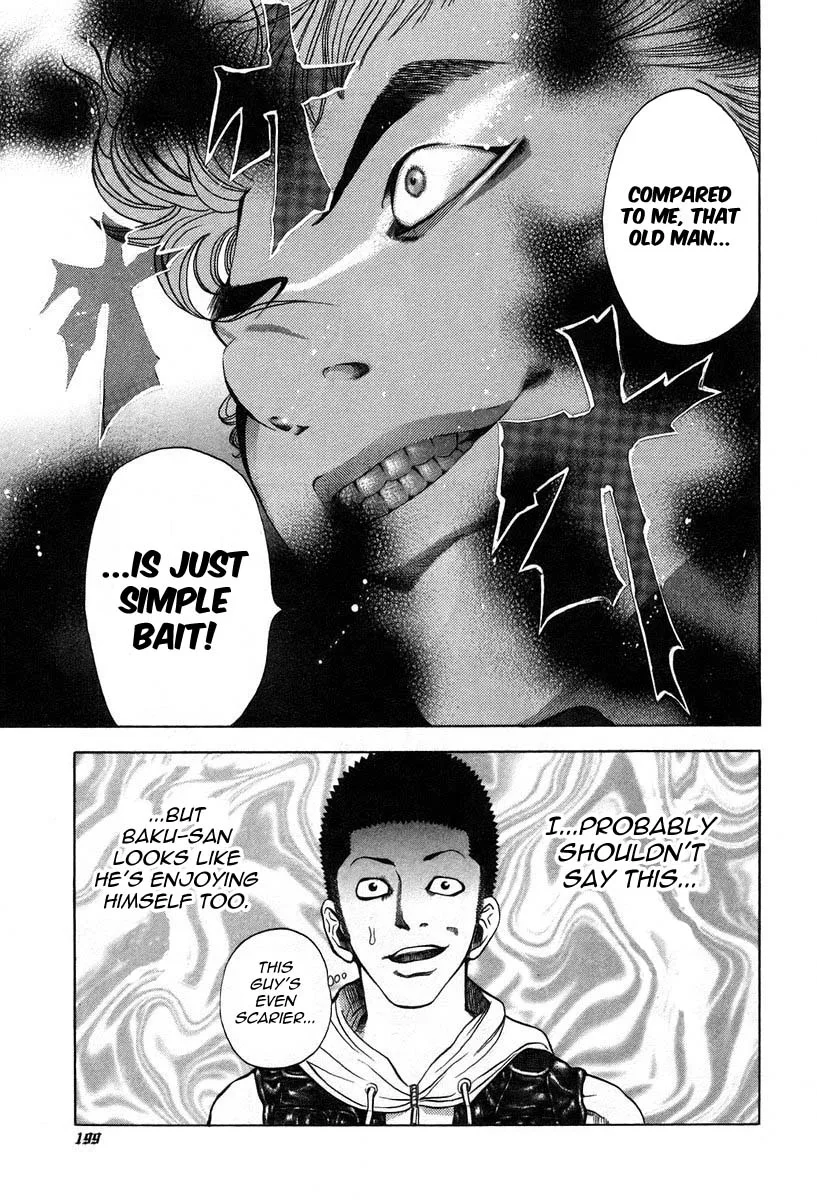 COMPARED
TO ME, THAT
OLD MAN...
...IS JUST
SIMPLE
BAIT!
I...PROBABLY
SHOULDN'T
SAY THIS...
...BUT
BAKU-SAN
LOOKS LIKE
HE'S ENJOYING
HIMSELF TOO.
THIS
GUY'S
EVEN
SCARIER...
199